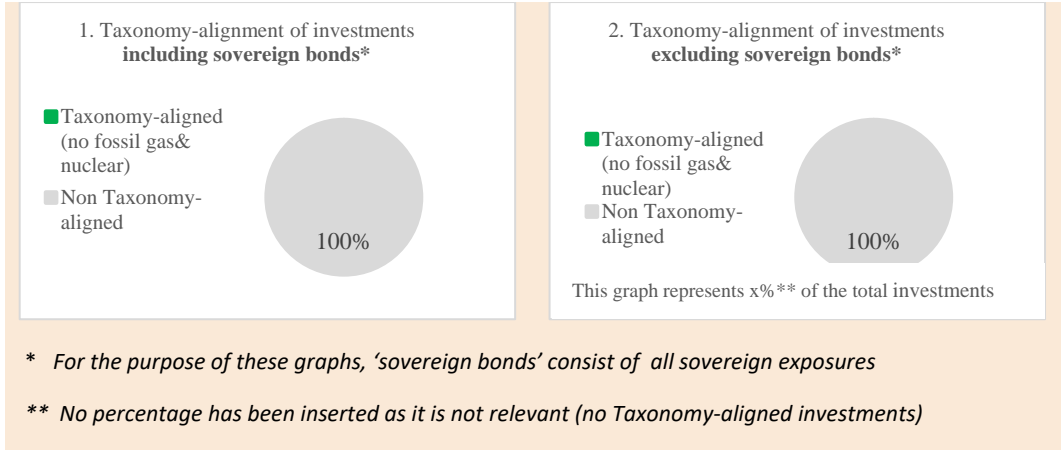 1. Taxonomy-alignment of investments
including sovereign bonds*
Taxonomy-aligned
(no fossil gas&
nuclear)
Non Taxonomy-
aligned
100%
2. Taxonomy-alignment of investments
excluding sovereign bonds*
Taxonomy-aligned
(no fossil gas&
nuclear)
Non Taxonomy-
aligned
100%
This graph represents x%** of the total investments
* For the purpose of these graphs, ‘sovereign bonds’ consist of all sovereign exposures
** No percentage has been inserted as it is not relevant (no Taxonomy-aligned investments)